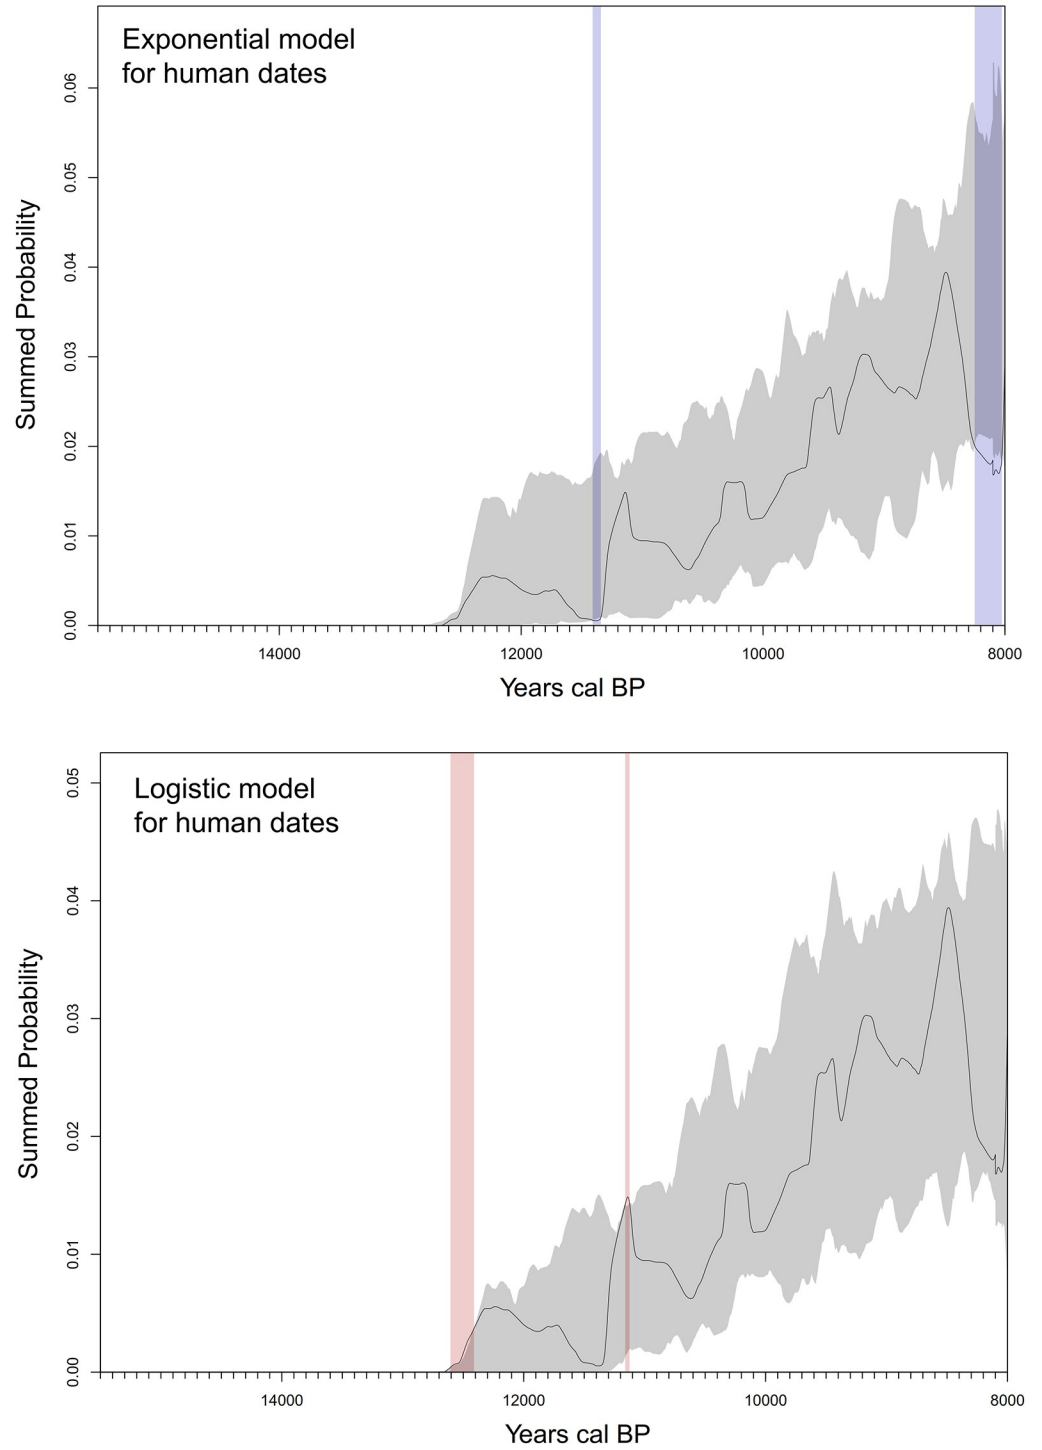 Exponential model
for human dates
Summed Probability
0.06
0.05
0.04
0.03
0.02
0.01
0.00
14000
12000
10000
8000
Years cal BP
Logistic model
for human dates
Summed Probability
0.05
0.04
0.03
0.02
0.01
0.00
14000
12000
10000
8000
Years cal BP